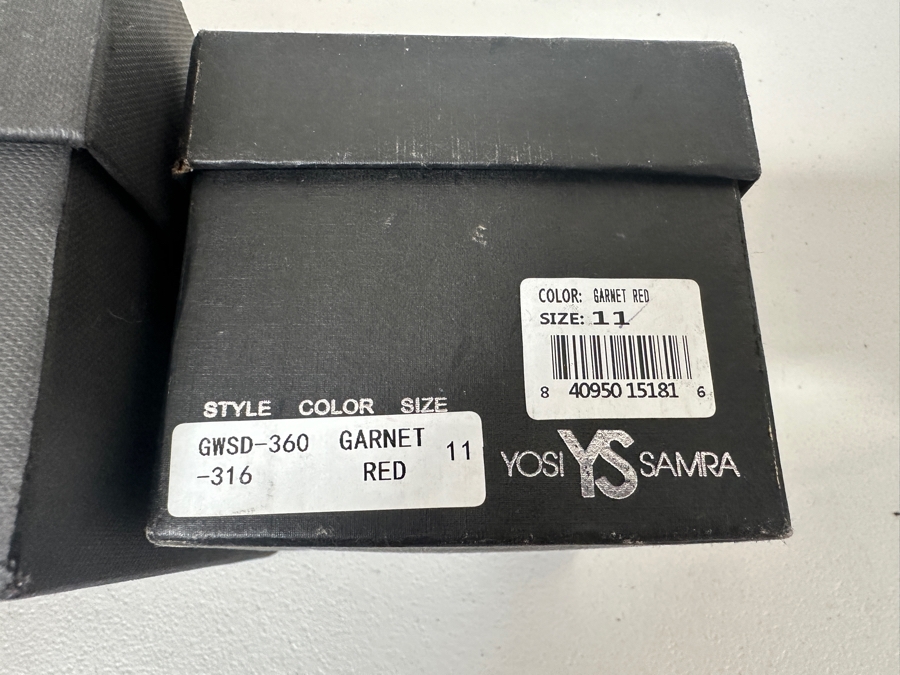 COLOR: GARNET RED
SIZE: 11
8 40950 15181 6
STYLE COLOR SIZE
GWSD-360 GARNET 11
-316 RED
YOSI YS SAMRA